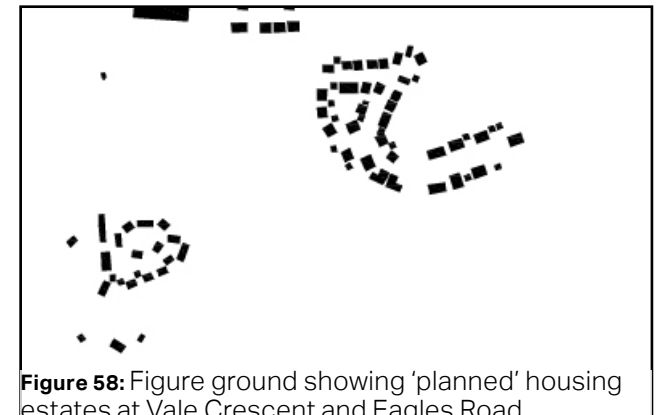 Figure 58: Figure ground showing ‘planned’ housing
estates at Vale Crescent and Eagles Road